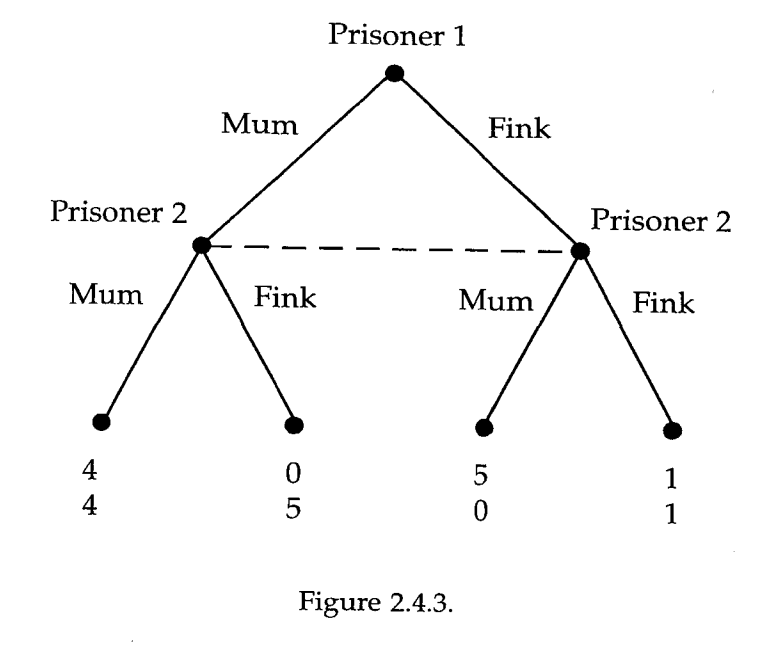 Prisoner 1
Mum
Fink
Prisoner 2
Prisoner 2
Mum
Fink
Mum
Fink
4 0 5 1
4 5 0 1
Figure 2.4.3.